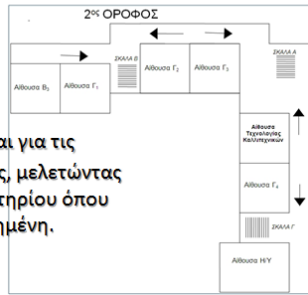 2ος ΟΡΟΦΟΣ
ΣΚΑΛΑ Β
ΣΚΑΛΑ Α
Αίθουσα Β3
Αίθουσα Γ1
Αίθουσα Γ2
Αίθουσα Γ3
Αίθουσα
Τεχνολογίας
Καλλιτεχνικών
αι για τις
ς, μελετώντας
τηρίου όπου
ημένη.
Αίθουσα Γ4
ΣΚΑΛΑ Γ
Αίθουσα Η/Υ